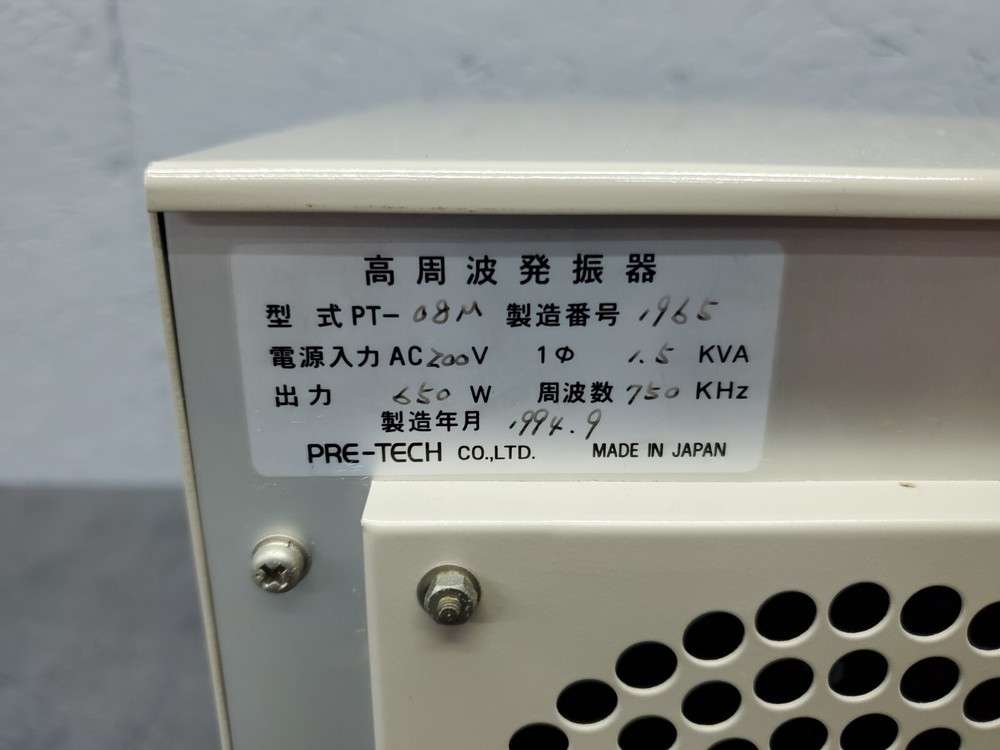 高周波発振器
型 式 PT- 08M 製造番号 1965
電源入力 AC 200 V 1Φ 1.5 KVA
出力 650 W 周波数 750 KHz
製造年月 1994.9
PRE-TECH CO.,LTD. MADE IN JAPAN